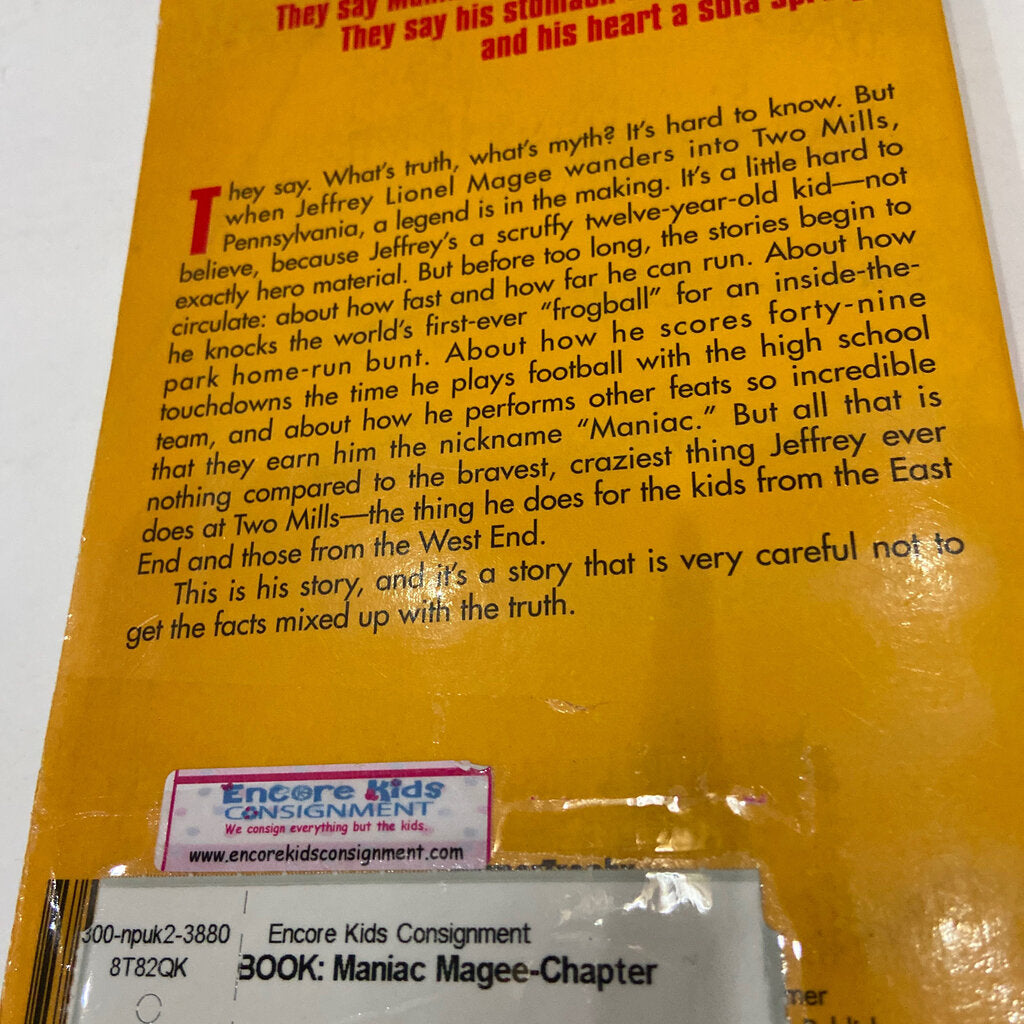 They say
They say his stomach
and his heart a sofa
They say. What's truth, what's myth? It's hard to know. But
when Jeffrey Lionel Magee wanders into Two Mills,
Pennsylvania, a legend is in the making. It's a little hard to
believe, because Jeffrey's a scruffy twelve-year-old kid—not
exactly hero material. But before too long, the stories begin to
circulate: about how fast and how far he can run. About how
he knocks the world's first-ever "frogball" for an inside-the-
park home-run bunt. About how he scores forty-nine
touchdowns the time he plays football with the high school
team, and about how he performs other feats so incredible
that they earn him the nickname "Maniac." But all that is
nothing compared to the bravest, craziest thing Jeffrey ever
does at Two Mills—the thing he does for the kids from the East
End and those from the West End.
This is his story, and it's a story that is very careful not to
get the facts mixed up with the truth.
Encore Kids
CONSIGNMENT
We consign everything but the kids.
www.encorekidsconsignment.com
300-npuk2-3880 Encore Kids Consignment
8T82QK BOOK: Maniac Magee-Chapter